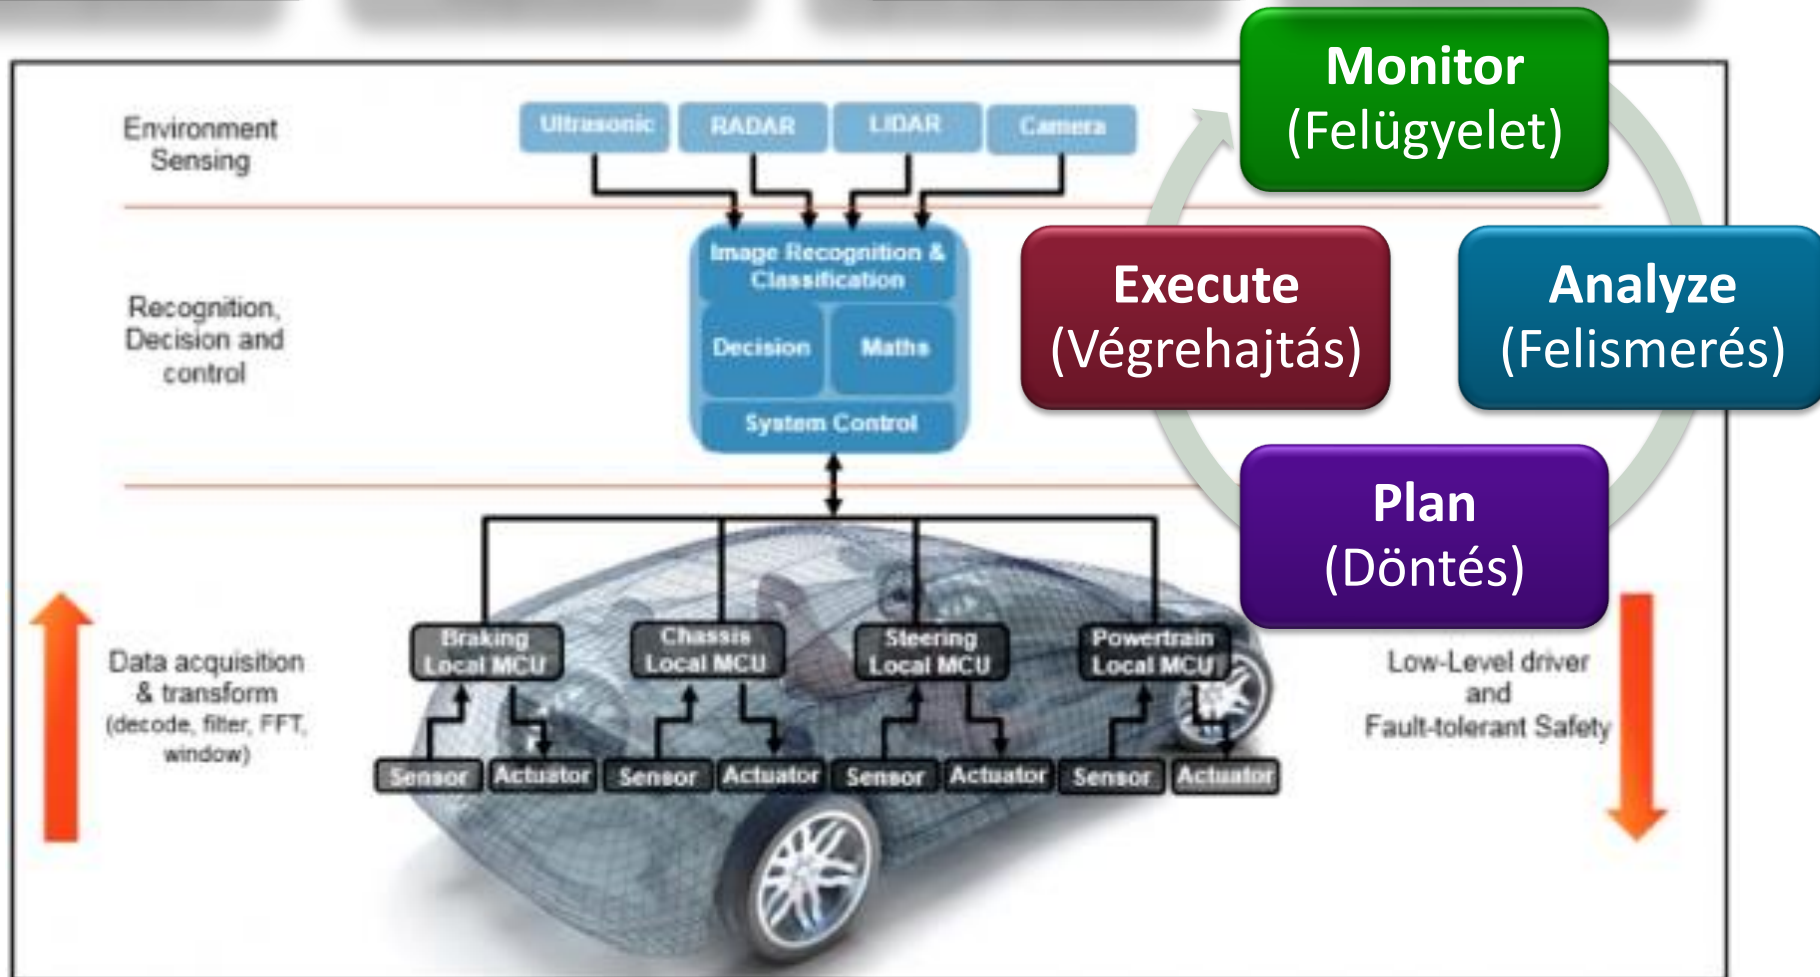 Monitor
(Felügyelet)
Environment
Sensing
Ultrasonic
RADAR
LIDAR
Camera
Execute
(Végrehajtás)
Analyze
(Felismerés)
Recognition,
Decision and
control
Image Recognition &
Classification
Decision
Maths
System Control
Plan
(Döntés)
Data acquisition
& transform
(decode, filter, FFT,
window)
Braking
Local MCU
Chassis
Local MCU
Steering
Local MCU
Powertrain
Local MCU
Low-Level driver
and
Fault-tolerant Safety
Sensor
Actuator
Sensor
Actuator
Sensor
Actuator
Sensor
Actuator